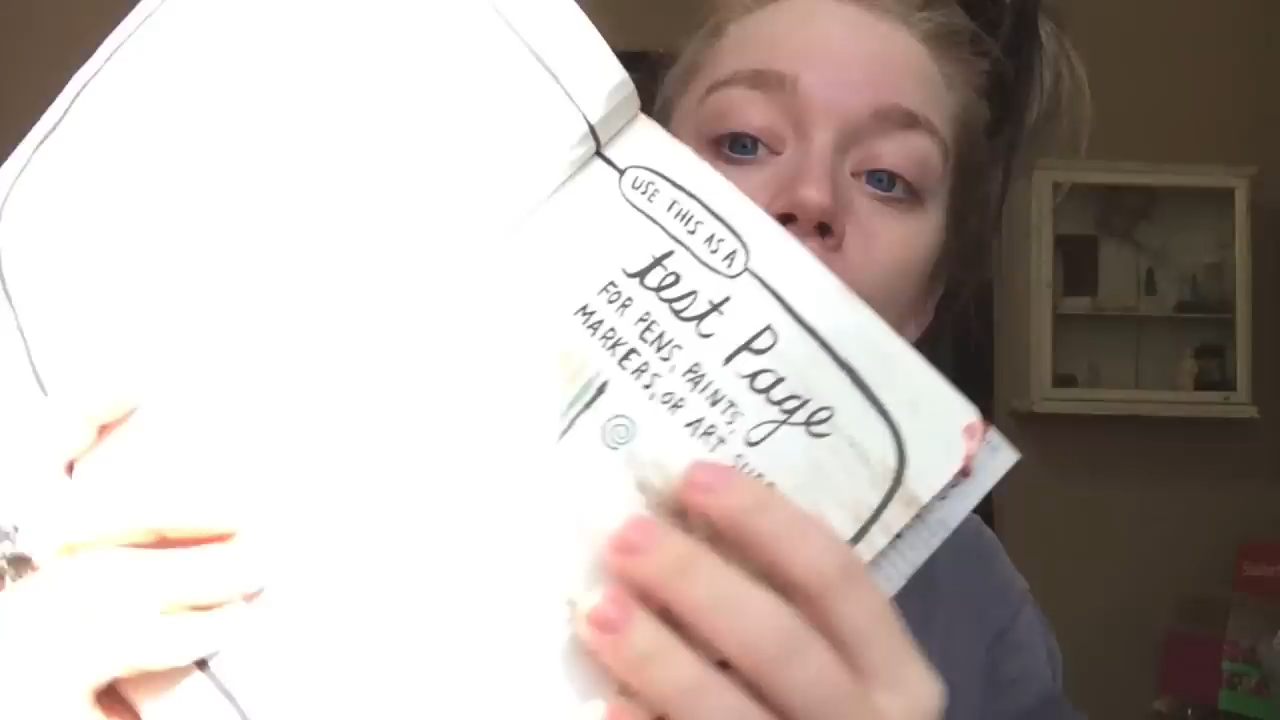 USE THIS AS A
test Page
FOR PENS, PAINTS,
MARKERS, OR ART